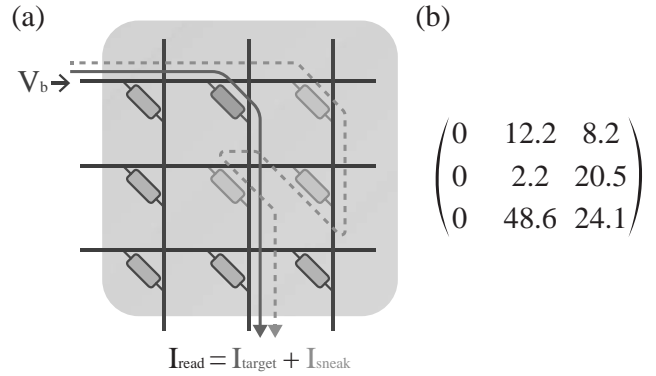 (a)
V_b
I_read = I_target + I_sneak
(b)
0 12.2 8.2
0 2.2 20.5
0 48.6 24.1